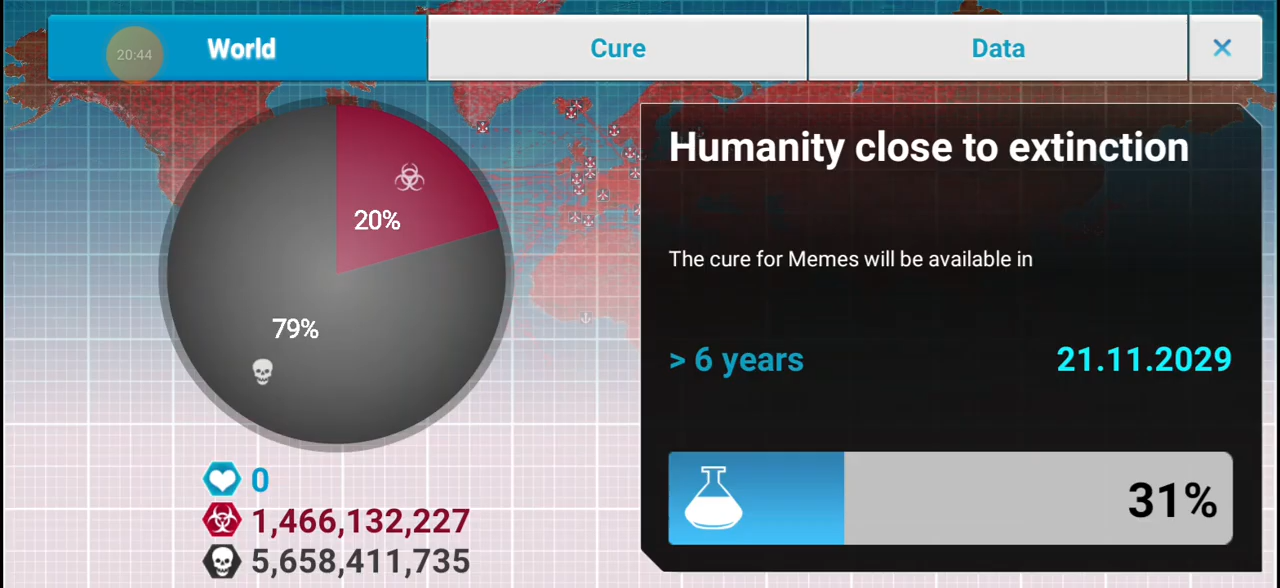 20:44
World
Cure
Data
×
20%
79%
0
1,466,132,227
5,658,411,735
Humanity close to extinction
The cure for Memes will be available in
> 6 years
21.11.2029
31%